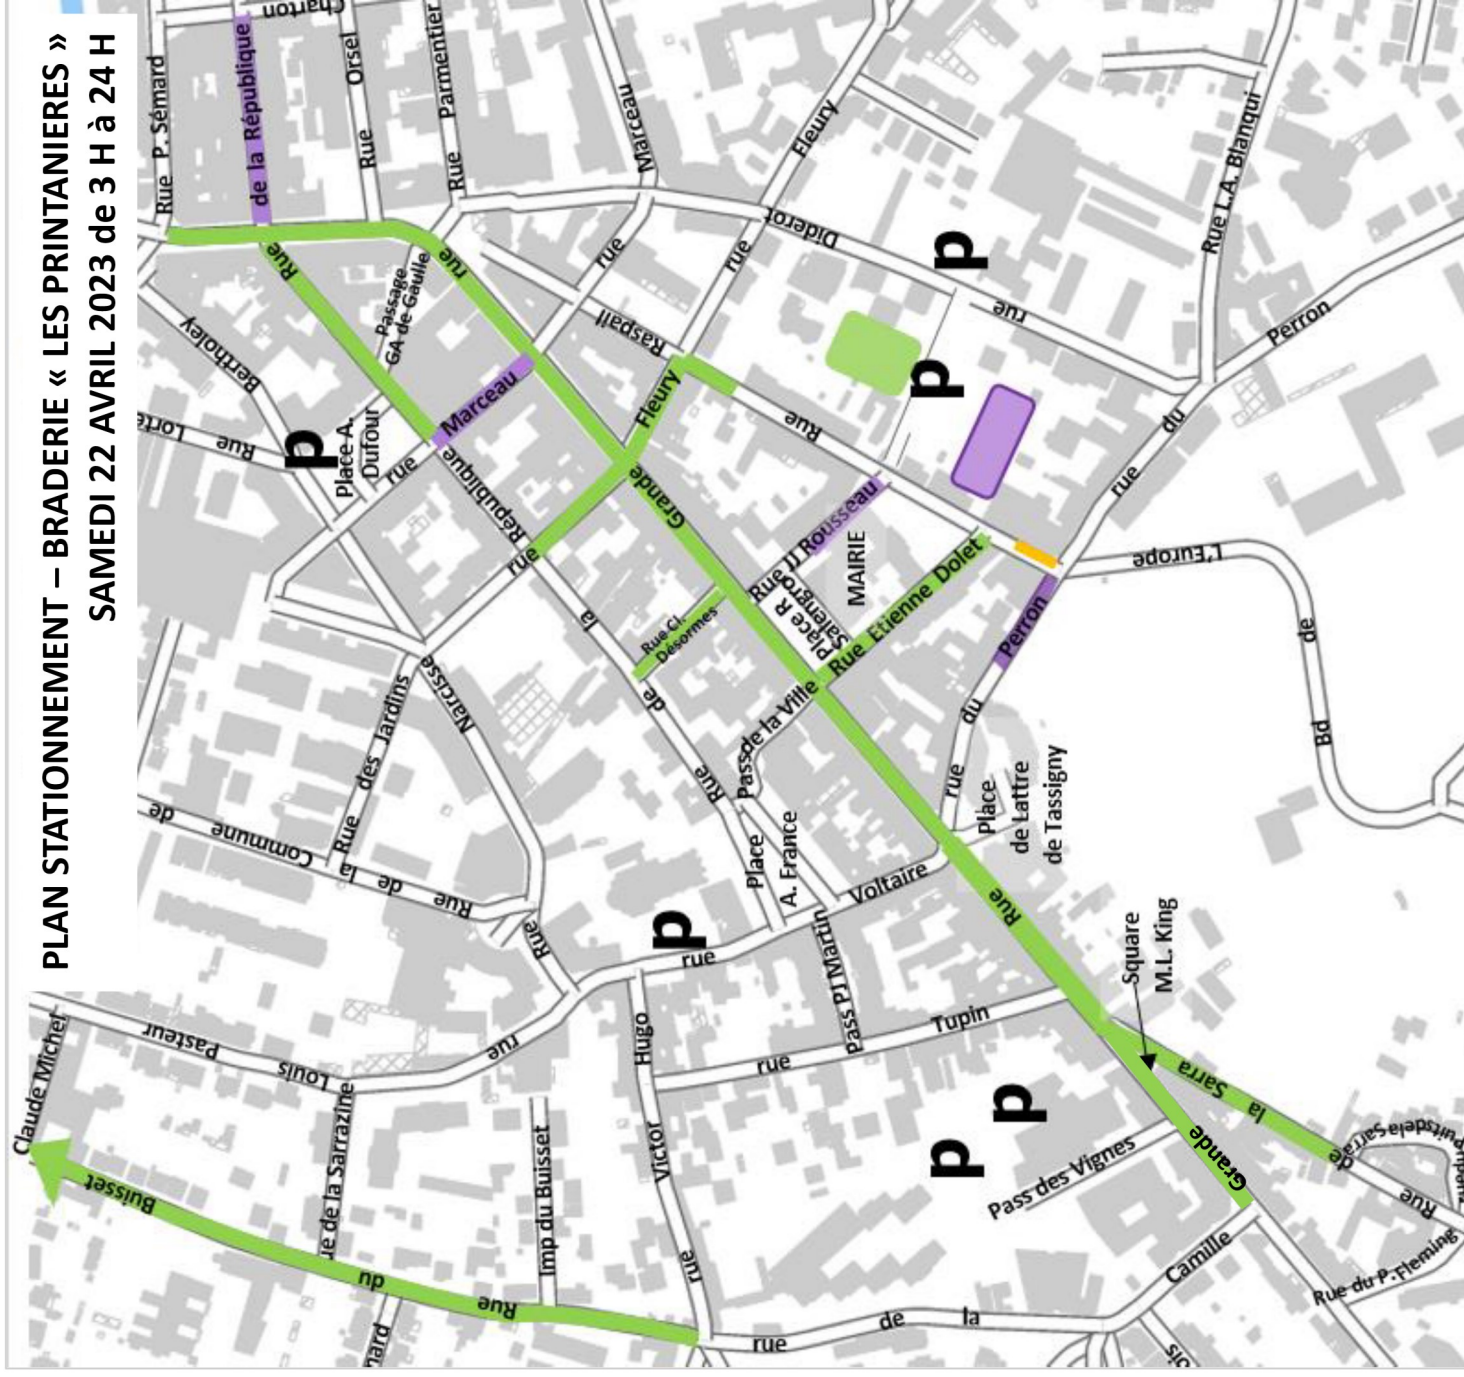 PLAN STATIONNEMENT – BRADERIE « LES PRINTANIERES »
SAMEDI 22 AVRIL 2023 de 3 H à 24 H
Claude Michel
Buisset
du
Rue
Louis Pasteur
rue
Rue de la Commune de
Rue des Jardins
Rue
Narcisse
Bertholey
Rue
Place A.
Dufour
P
Rue P. Sémard
de la République
Charton
Rue Orsel
Rue Parmentier
Marceau
rue
Fleury
rue
Passage
GA de Gaulle
Rue
rue
rue Marceau
Raspail
Rue
Fleury
rue
Diderot
rue
P
P
Rue L.A. Blanqui
Perron
du
rue
République
la
de
Rue
Grande
Rue Cl.
Désormes
Rue JJ Rousseau
Place R
Salengro
MAIRIE
Rue Etienne Dolet
Pass de la Ville
Perron
du
rue
L'Europe
de
Bd
Place
A. France
Voltaire
rue
P
Place
de Lattre
de Tassigny
Rue
Pass PJ Martin
rue Tupin
Square
M.L. King
Victor Hugo
rue
Imp du Buisset
de la Sarrazine
P
P
Pass des Vignes
Grande
la Sarra
de
Rue
Rue du P. Fleming
Camille
rue de la